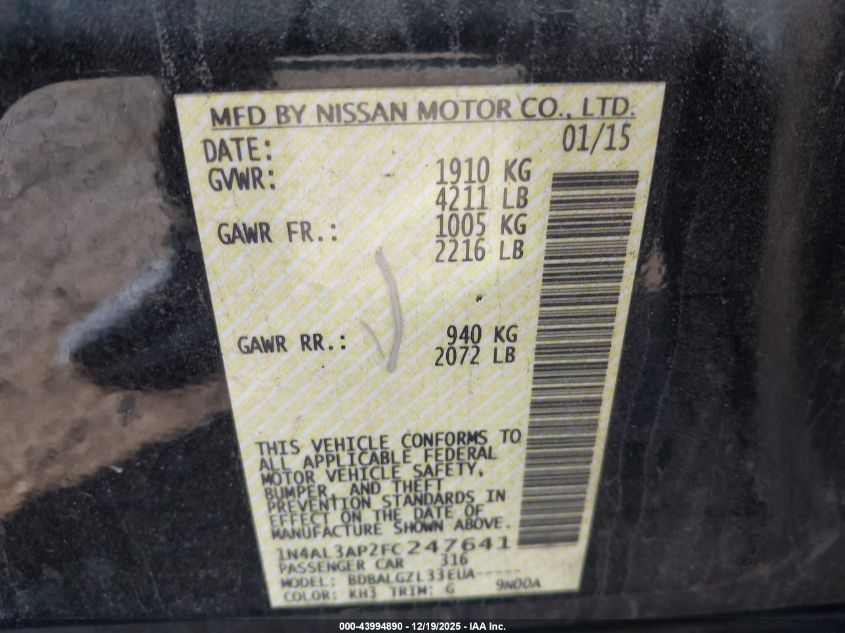 MFD BY NISSAN MOTOR CO., LTD.
DATE: 01/15
GVWR: 1910 KG
4211 LB
GAWR FR.: 1005 KG
2216 LB
GAWR RR.: 940 KG
2072 LB
THIS VEHICLE CONFORMS TO
ALL APPLICABLE FEDERAL
MOTOR VEHICLE SAFETY,
BUMPER, AND THEFT
PREVENTION STANDARDS IN
EFFECT ON THE DATE OF
MANUFACTURE SHOWN ABOVE.
1N4AL3AP2FC247641
PASSENGER CAR 316
MODEL: BDBALGZL33EUA-----
COLOR: KH3 TRIM: G 9N00A
000-43994890 - 12/19/2025 - IAA Inc.